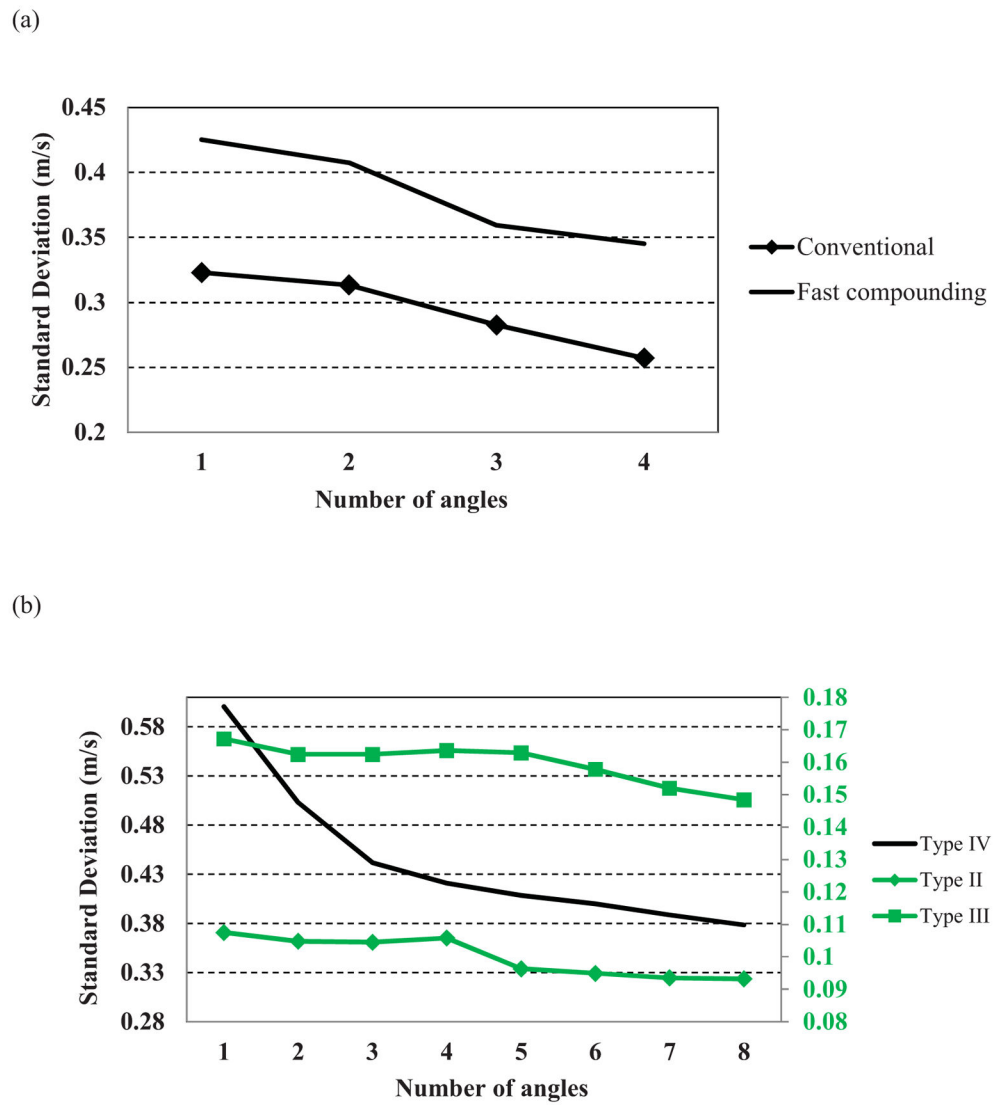 (a)
0.45
0.4
0.35
0.3
0.25
0.2
Standard Deviation (m/s)
1 2 3 4
Number of angles
Conventional
Fast compounding
(b)
0.58
0.53
0.48
0.43
0.38
0.33
0.28
Standard Deviation (m/s)
0.18
0.17
0.16
0.15
0.14
0.13
0.12
0.11
0.1
0.09
0.08
1 2 3 4 5 6 7 8
Number of angles
Type IV
Type II
Type III